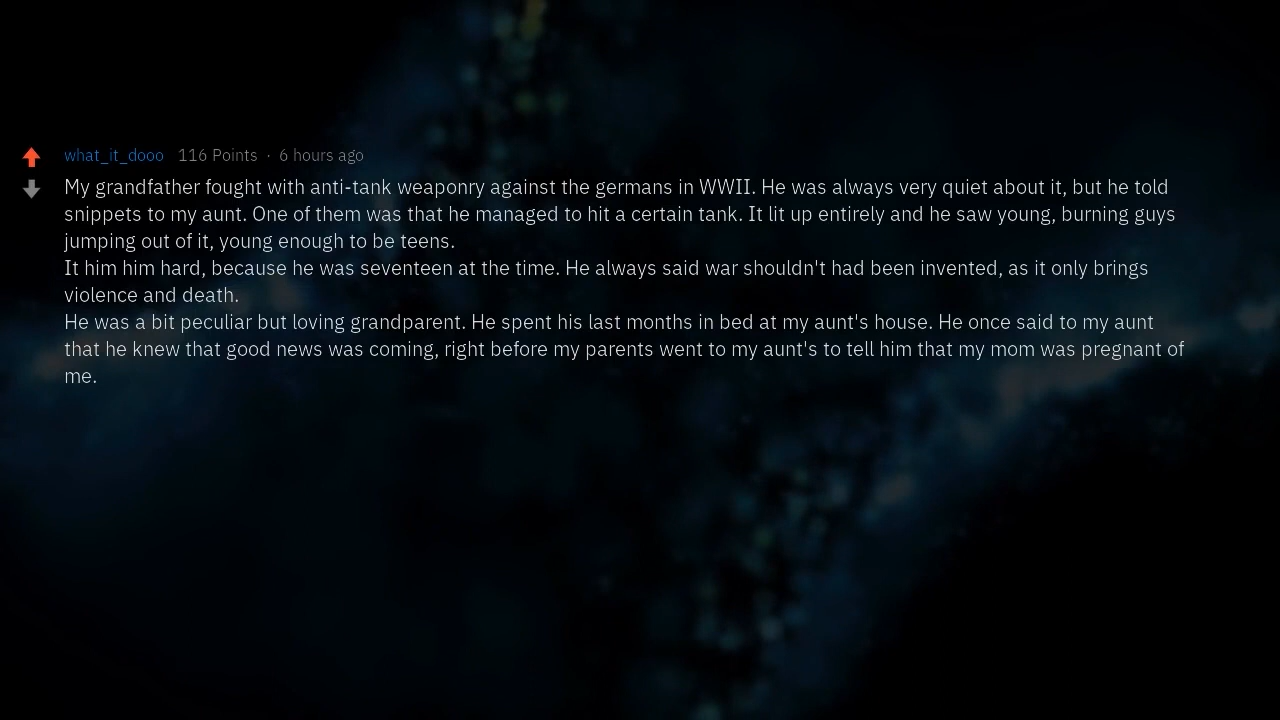 what_it_dooo 116 Points · 6 hours ago
My grandfather fought with anti-tank weaponry against the germans in WWII. He was always very quiet about it, but he told
snippets to my aunt. One of them was that he managed to hit a certain tank. It lit up entirely and he saw young, burning guys
jumping out of it, young enough to be teens.
It him him hard, because he was seventeen at the time. He always said war shouldn't had been invented, as it only brings
violence and death.
He was a bit peculiar but loving grandparent. He spent his last months in bed at my aunt's house. He once said to my aunt
that he knew that good news was coming, right before my parents went to my aunt's to tell him that my mom was pregnant of
me.